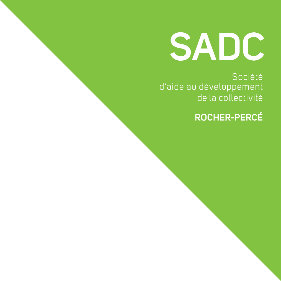 SADC
Société
d'aide au développement
de la collectivité
ROCHER-PERCÉ